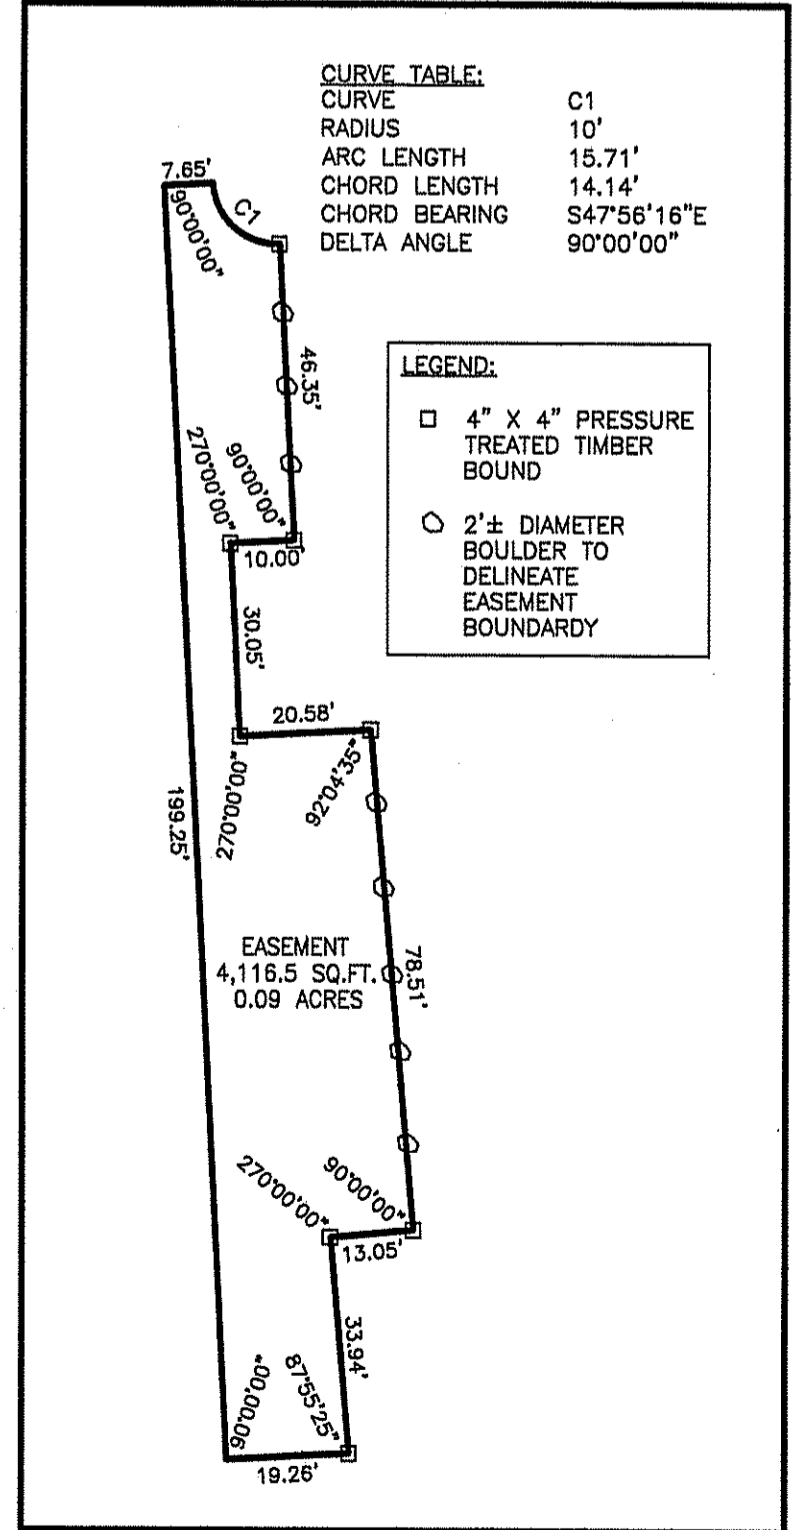 CURVE TABLE:
CURVE C1
RADIUS 10'
ARC LENGTH 15.71'
CHORD LENGTH 14.14'
CHORD BEARING S47°56'16"E
DELTA ANGLE 90°00'00"
7.65'
C1
90°00'00"
46.35'
LEGEND:
4" X 4" PRESSURE
TREATED TIMBER
BOUND
2'± DIAMETER
BOULDER TO
DELINEATE
EASEMENT
BOUNDARDY
270°00'00"
90°00'00"
10.00'
30.05'
20.58'
270°00'00"
92°04'35"
199.25'
EASEMENT
4,116.5 SQ.FT.
0.09 ACRES
78.51'
270°00'00"
90°00'00"
13.05'
33.94'
90°00'00"
87°55'25"
19.26'